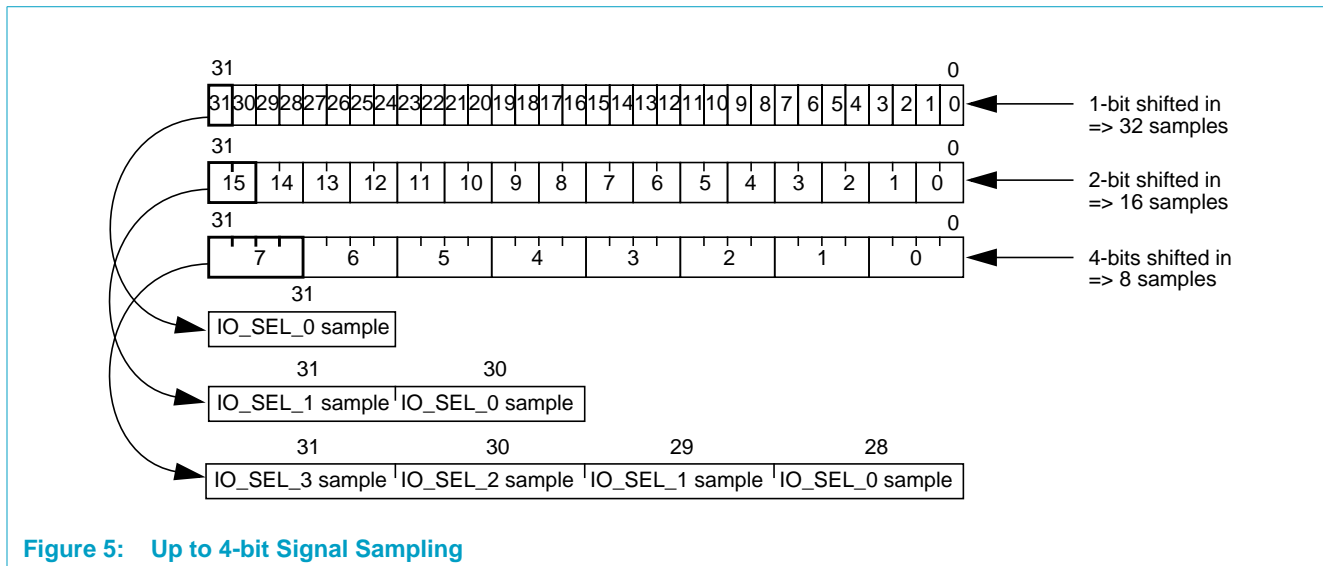 31 0
31 30 29 28 27 26 25 24 23 22 21 20 19 18 17 16 15 14 13 12 11 10 9 8 7 6 5 4 3 2 1 0
1-bit shifted in
=> 32 samples
31 0
15 14 13 12 11 10 9 8 7 6 5 4 3 2 1 0
2-bit shifted in
=> 16 samples
31 0
7 6 5 4 3 2 1 0
4-bits shifted in
=> 8 samples
31
IO_SEL_0 sample
31 30
IO_SEL_1 sample IO_SEL_0 sample
31 30 29 28
IO_SEL_3 sample IO_SEL_2 sample IO_SEL_1 sample IO_SEL_0 sample
Figure 5: Up to 4-bit Signal Sampling